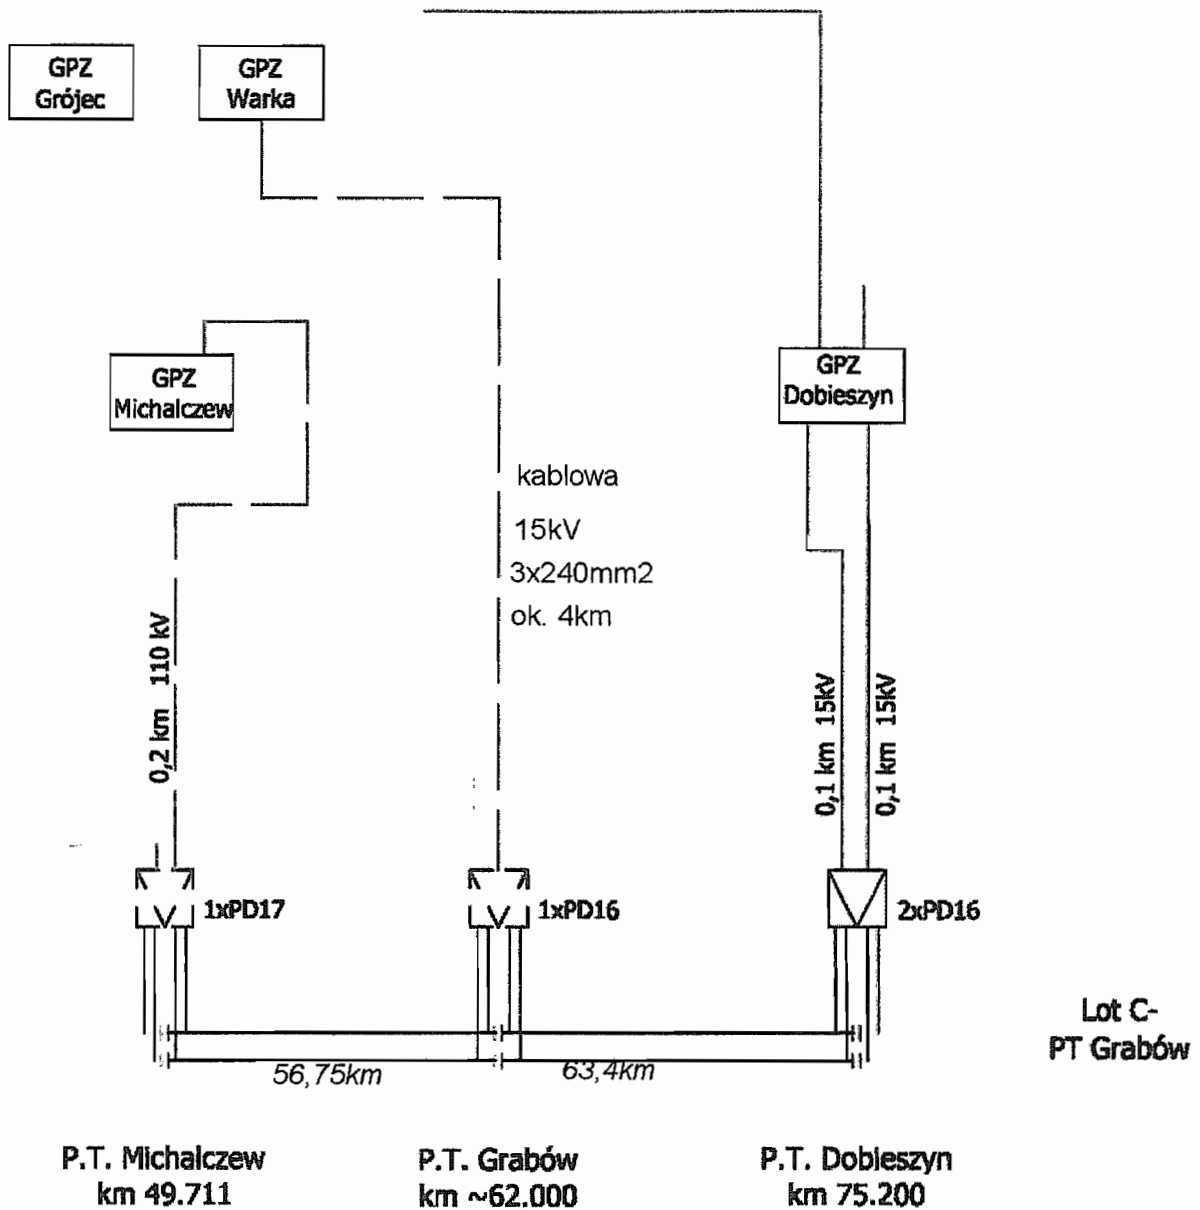 GPZ
Grójec
GPZ
Warka
GPZ
Michalczew
GPZ
Dobieszyn
kablowa
15kV
3x240mm2
ok. 4km
0,2 km 110 kV
0,1 km 15kV
0,1 km 15kV
1xPD17
1xPD16
2xPD16
Lot C-
PT Grabów
56,75km
63,4km
P.T. Michalczew
km 49.711
P.T. Grabów
km ~62.000
P.T. Dobieszyn
km 75.200